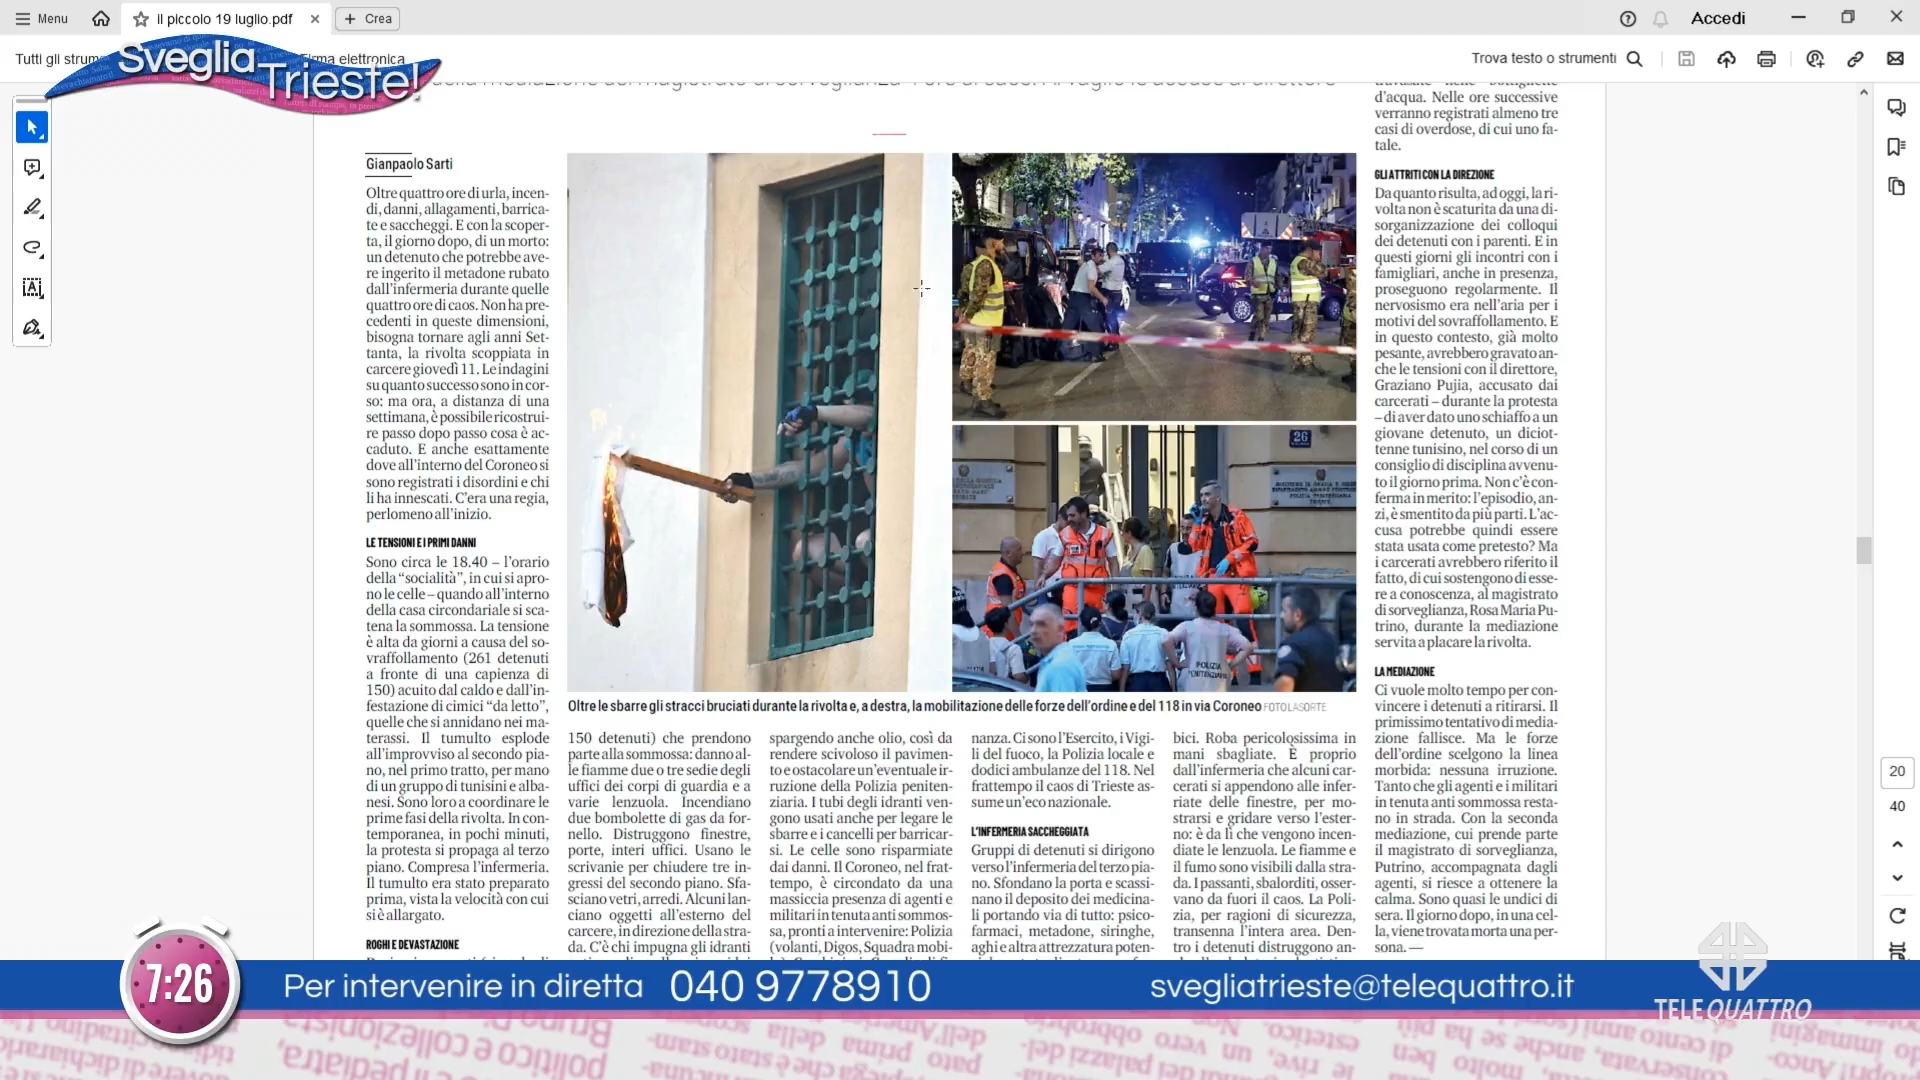 Menu
il piccolo 19 luglio.pdf
Crea
Accedi
Tutti gli strum
Firma elettronica
Trova testo o strumenti
Sveglia
Trieste!
Gianpaolo Sarti
Oltre quattro ore di urla, incen-
di, danni, allagamenti, barrica-
te e saccheggi. E con la scoper-
ta, il giorno dopo, di un morto:
un detenuto che potrebbe ave-
re ingerito il metadone rubato
dall'infermeria durante quelle
quattro ore di caos. Non ha pre-
cedenti in queste dimensioni,
bisogna tornare agli anni Set-
tanta, la rivolta scoppiata in
carcere giovedì 11. Le indagini
su quanto successo sono in cor-
so: ma ora, a distanza di una
settimana, è possibile ricostrui-
re passo dopo passo cosa è ac-
caduto. E anche esattamente
dove all'interno del Coroneo si
sono registrati i disordini e chi
li ha innescati. C'era una regia,
perlomeno all'inizio.
LE TENSIONI E I PRIMI DANNI
Sono circa le 18.40 – l'orario
della “socialità”, in cui si apro-
no le celle – quando all'interno
della casa circondariale si sca-
tena la sommossa. La tensione
è alta da giorni a causa del so-
vraffollamento (261 detenuti
a fronte di una capienza di
150) acuito dal caldo e dall'in-
festazione di cimici “da letto”,
quelle che si annidano nei ma-
terassi. Il tumulto esplode
all'improvviso al secondo pia-
no, nel primo tratto, per mano
di un gruppo di tunisini e alba-
nesi. Sono loro a coordinare le
prime fasi della rivolta. In con-
temporanea, in pochi minuti,
la protesta si propaga al terzo
piano. Compresa l'infermeria.
Il tumulto era stato preparato
prima, vista la velocità con cui
si è allargato.
ROGHI E DEVASTAZIONE
26
POLIZIA
PENITENZIARIA
Oltre le sbarre gli stracci bruciati durante la rivolta e, a destra, la mobilitazione delle forze dell'ordine e del 118 in via Coroneo FOTO LASORTE
150 detenuti) che prendono
parte alla sommossa: danno al-
le fiamme due o tre sedie degli
uffici dei corpi di guardia e a
varie lenzuola. Incendiano
due bombolette di gas da for-
nello. Distruggono finestre,
porte, interi uffici. Usano le
scrivanie per chiudere tre in-
gressi del secondo piano. Sfa-
sciano vetri, arredi. Alcuni lan-
ciano oggetti all'esterno del
carcere, in direzione della stra-
da. C'è chi impugna gli idranti
spargendo anche olio, così da
rendere scivoloso il pavimen-
to e ostacolare un'eventuale ir-
ruzione della Polizia peniten-
ziaria. I tubi degli idranti ven-
gono usati anche per legare le
sbarre e i cancelli per barricar-
si. Le celle sono risparmiate
dai danni. Il Coroneo, nel frat-
tempo, è circondato da una
massiccia presenza di agenti e
militari in tenuta anti sommos-
sa, pronti a intervenire: Polizia
(volanti, Digos, Squadra mobi-
nanza. Ci sono l'Esercito, i Vigi-
li del fuoco, la Polizia locale e
dodici ambulanze del 118. Nel
frattempo il caos di Trieste as-
sume un'eco nazionale.
L'INFERMERIA SACCHEGGIATA
Gruppi di detenuti si dirigono
verso l'infermeria del terzo pia-
no. Sfondano la porta e scassi-
nano il deposito dei medicina-
li portando via di tutto: psico-
farmaci, metadone, siringhe,
aghi e altra attrezzatura poten-
bici. Roba pericolosissima in
mani sbagliate. È proprio
dall'infermeria che alcuni car-
cerati si appendono alle infer-
riate delle finestre, per mo-
strarsi e gridare verso l'ester-
no: è da lì che vengono incen-
diate le lenzuola. Le fiamme e
il fumo sono visibili dalla stra-
da. I passanti, sbalorditi, osser-
vano da fuori il caos. La Poli-
zia, per ragioni di sicurezza,
transenna l'intera area. Den-
tro i detenuti distruggono an-
d'acqua. Nelle ore successive
verranno registrati almeno tre
casi di overdose, di cui uno fa-
tale.
GLI ATTRITI CON LA DIREZIONE
Da quanto risulta, ad oggi, la ri-
volta non è scaturita da una di-
sorganizzazione dei colloqui
dei detenuti con i parenti. E in
questi giorni gli incontri con i
famigliari, anche in presenza,
proseguono regolarmente. Il
nervosismo era nell'aria per i
motivi del sovraffollamento. E
in questo contesto, già molto
pesante, avrebbero gravato an-
che le tensioni con il direttore,
Graziano Pujia, accusato dai
carcerati – durante la protesta
– di aver dato uno schiaffo a un
giovane detenuto, un diciot-
tenne tunisino, nel corso di un
consiglio di disciplina avvenu-
to il giorno prima. Non c'è con-
ferma in merito: l'episodio, an-
zi, è smentito da più parti. L'ac-
cusa potrebbe quindi essere
stata usata come pretesto? Ma
i carcerati avrebbero riferito il
fatto, di cui sostengono di esse-
re a conoscenza, al magistrato
di sorveglianza, Rosa Maria Pu-
trino, durante la mediazione
servita a placare la rivolta.
LA MEDIAZIONE
Ci vuole molto tempo per con-
vincere i detenuti a ritirarsi. Il
primissimo tentativo di media-
zione fallisce. Ma le forze
dell'ordine scelgono la linea
morbida: nessuna irruzione.
Tanto che gli agenti e i militari
in tenuta anti sommossa resta-
no in strada. Con la seconda
mediazione, cui prende parte
il magistrato di sorveglianza,
Putrino, accompagnata dagli
agenti, si riesce a ottenere la
calma. Sono quasi le undici di
sera. Il giorno dopo, in una cel-
la, viene trovata morta una per-
sona. —
20
40
7:26
Per intervenire in diretta 040 9778910
svegliatrieste@telequattro.it
TELEQUATTRO